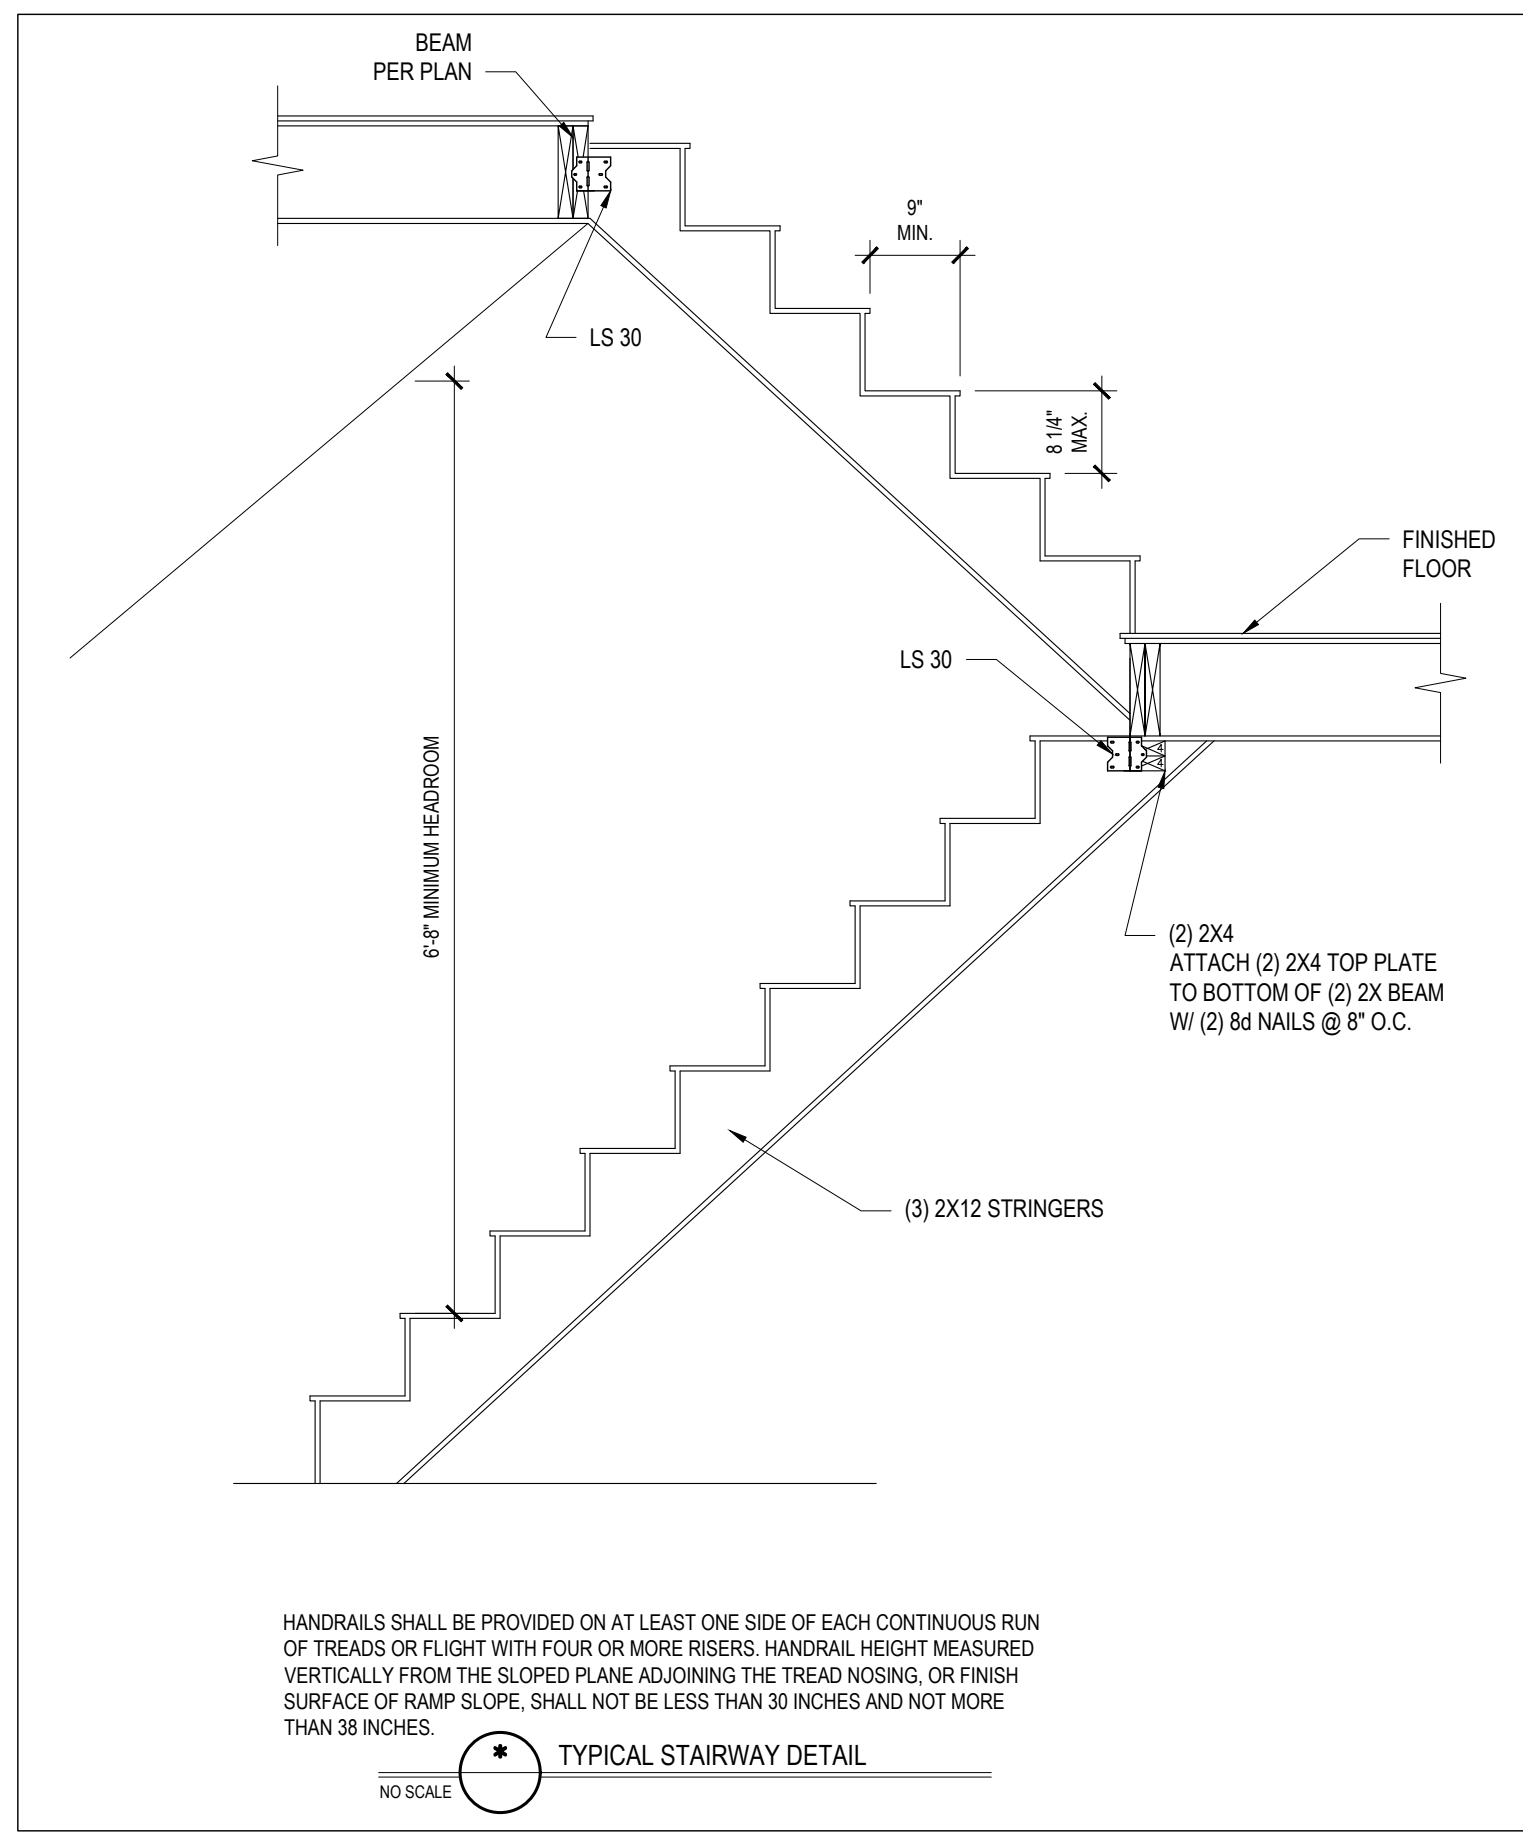 BEAM
PER PLAN
9"
MIN.
LS 30
8 1/4"
MAX.
FINISHED
FLOOR
LS 30
4
4
6'-8" MINIMUM HEADROOM
(2) 2X4
ATTACH (2) 2X4 TOP PLATE
TO BOTTOM OF (2) 2X BEAM
W/ (2) 8d NAILS @ 8" O.C.
(3) 2X12 STRINGERS
HANDRAILS SHALL BE PROVIDED ON AT LEAST ONE SIDE OF EACH CONTINUOUS RUN
OF TREADS OR FLIGHT WITH FOUR OR MORE RISERS. HANDRAIL HEIGHT MEASURED
VERTICALLY FROM THE SLOPED PLANE ADJOINING THE TREAD NOSING, OR FINISH
SURFACE OF RAMP SLOPE, SHALL NOT BE LESS THAN 30 INCHES AND NOT MORE
THAN 38 INCHES.
* TYPICAL STAIRWAY DETAIL
NO SCALE